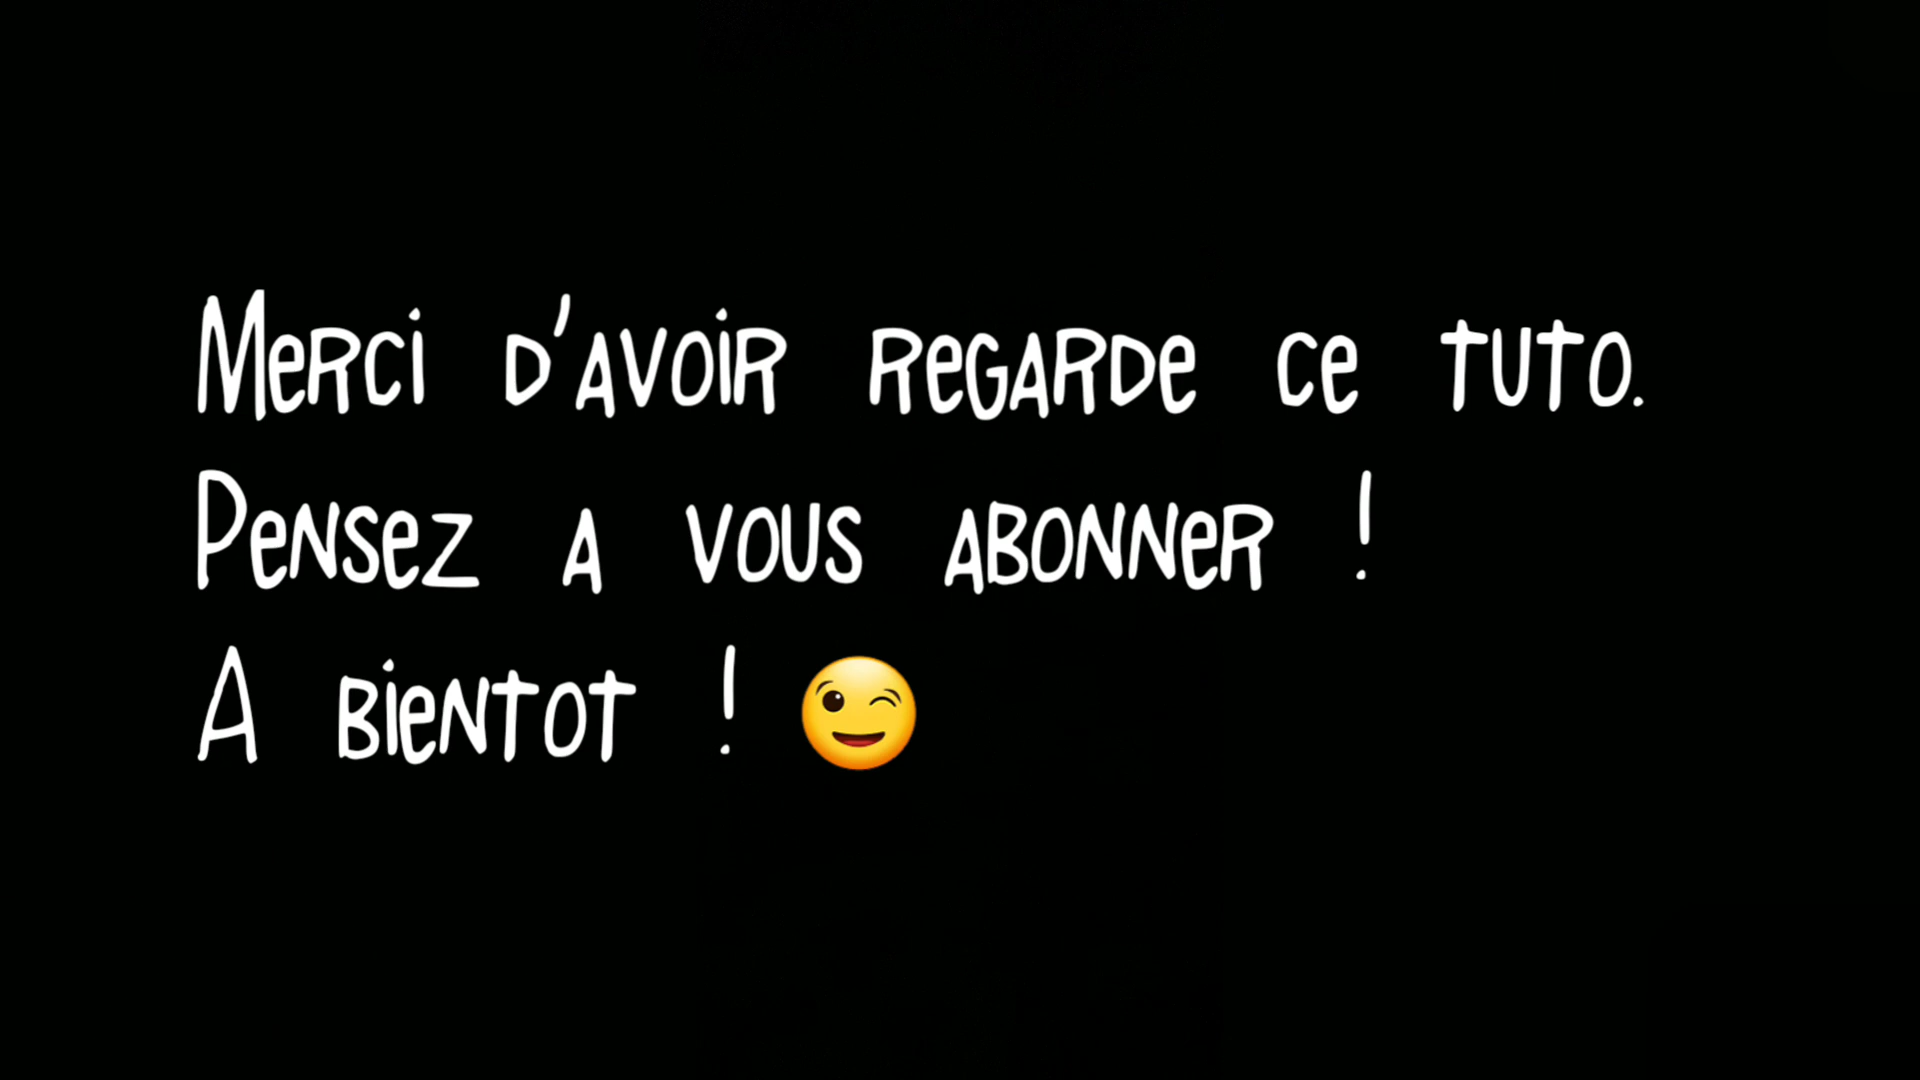 Merci d'avoir regarde ce tuto.
Pensez a vous abonner !
A bientot ! 😉